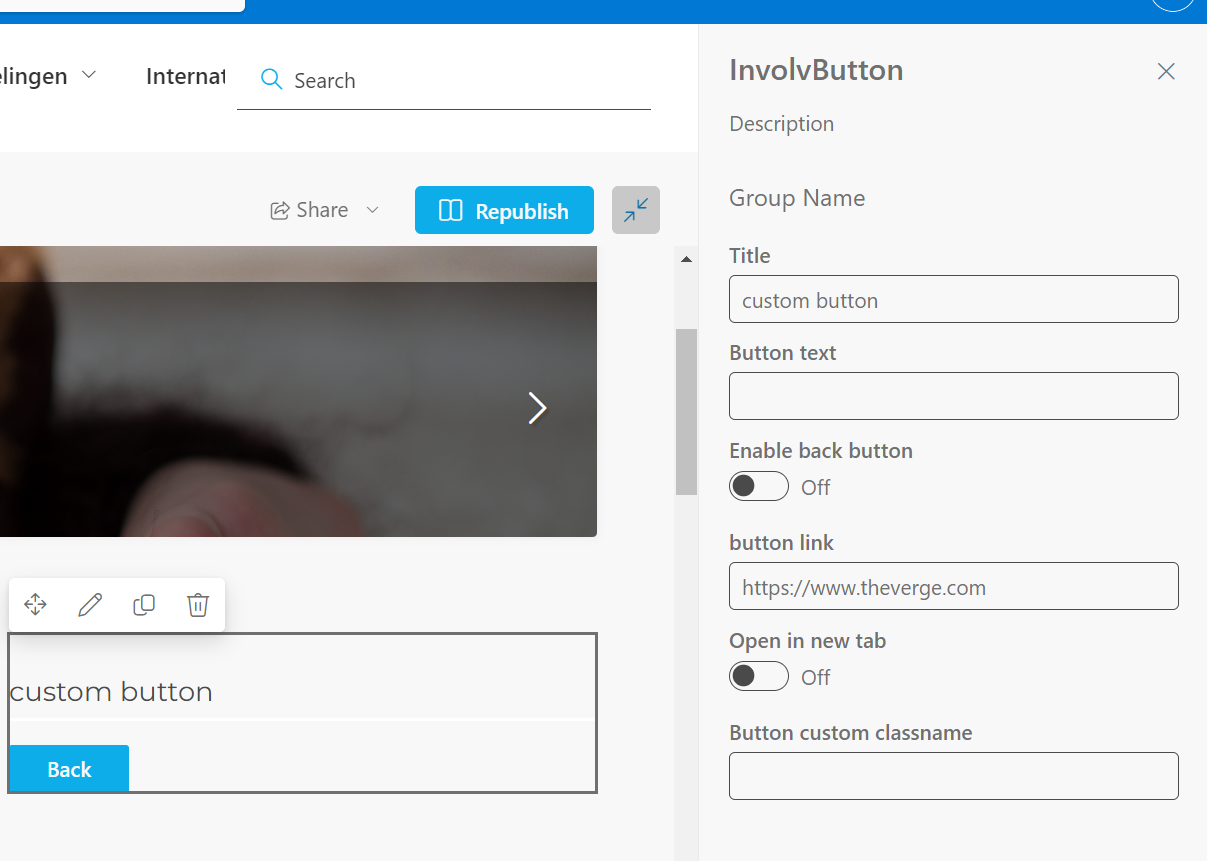 elingen
Internat
Search
Share
Republish
custom button
Back
InvolvButton
Description
Group Name
Title
custom button
Button text
Enable back button
Off
button link
https://www.theverge.com
Open in new tab
Off
Button custom classname